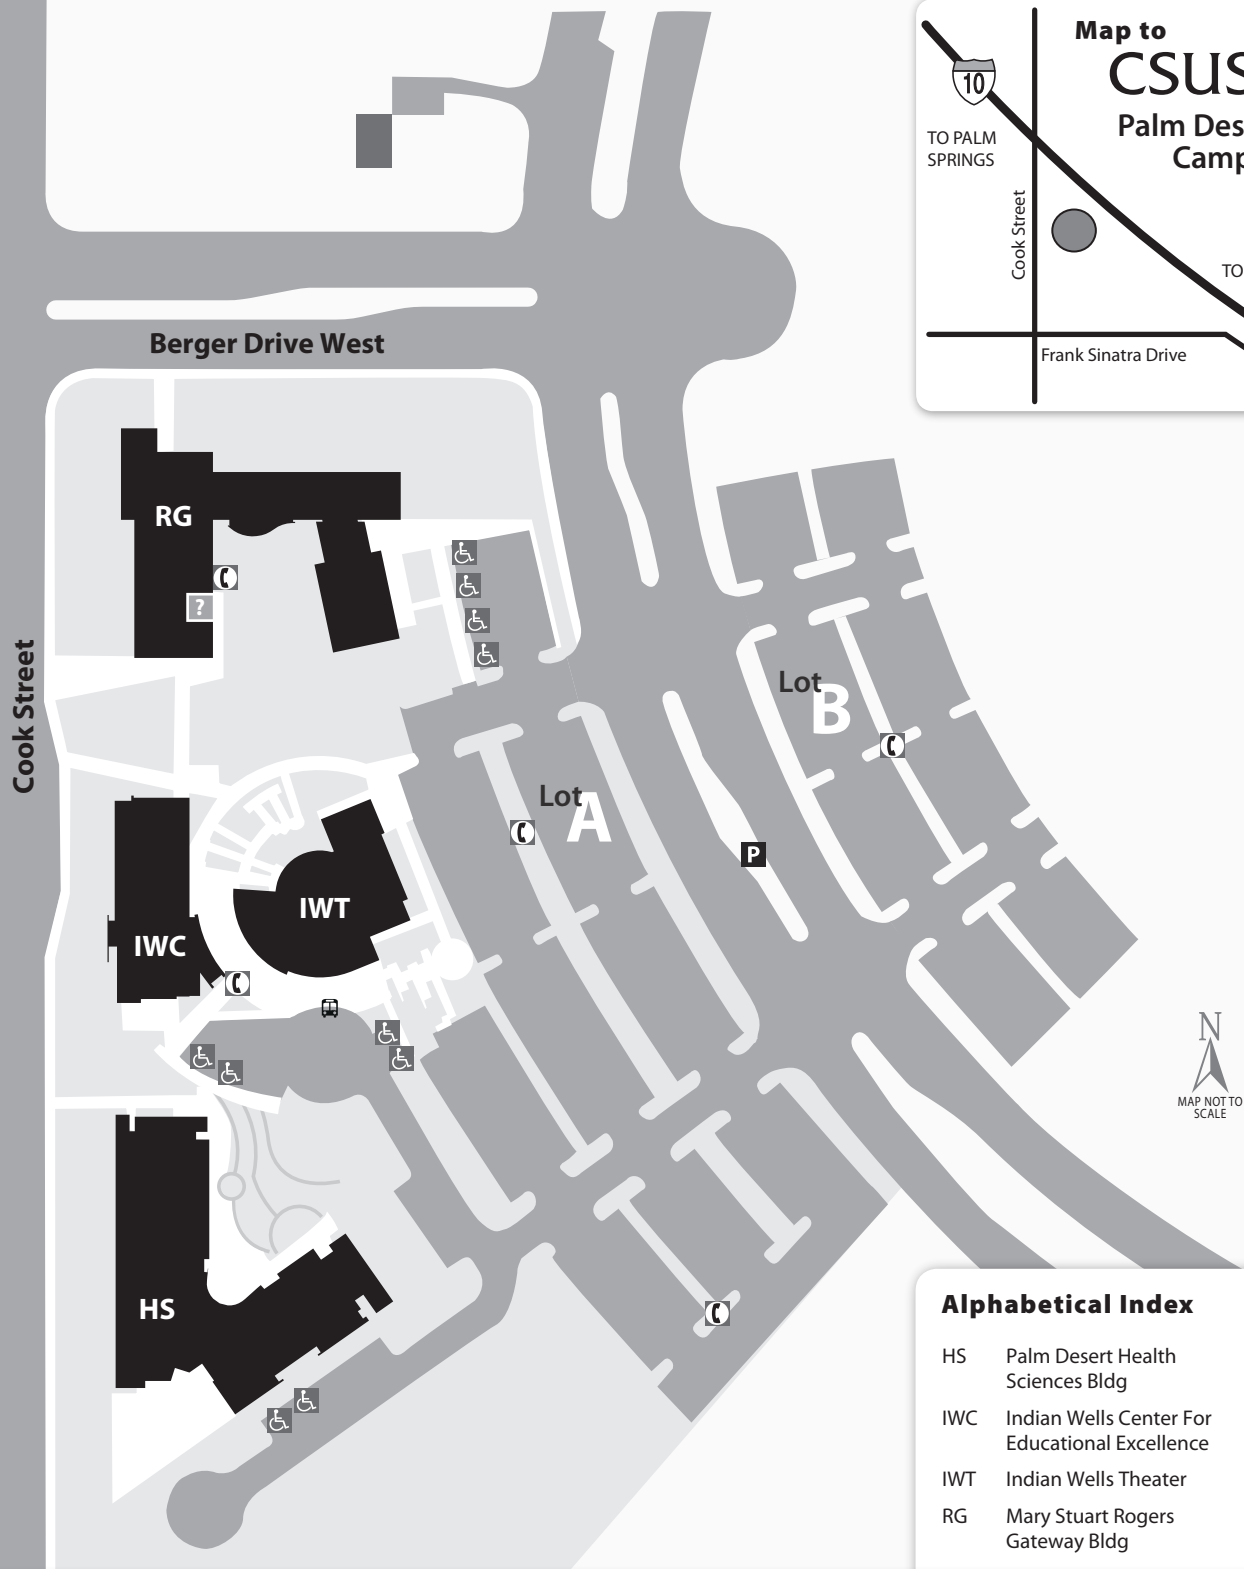 Map to
CSUS
Palm Des
Camp
10
TO PALM
SPRINGS
Cook Street
TO
Frank Sinatra Drive
Berger Drive West
RG
?
Cook Street
Lot
B
Lot
A
P
IWT
IWC
N
MAP NOT TO
SCALE
HS
Alphabetical Index
HS Palm Desert Health
Sciences Bldg
IWC Indian Wells Center For
Educational Excellence
IWT Indian Wells Theater
RG Mary Stuart Rogers
Gateway Bldg